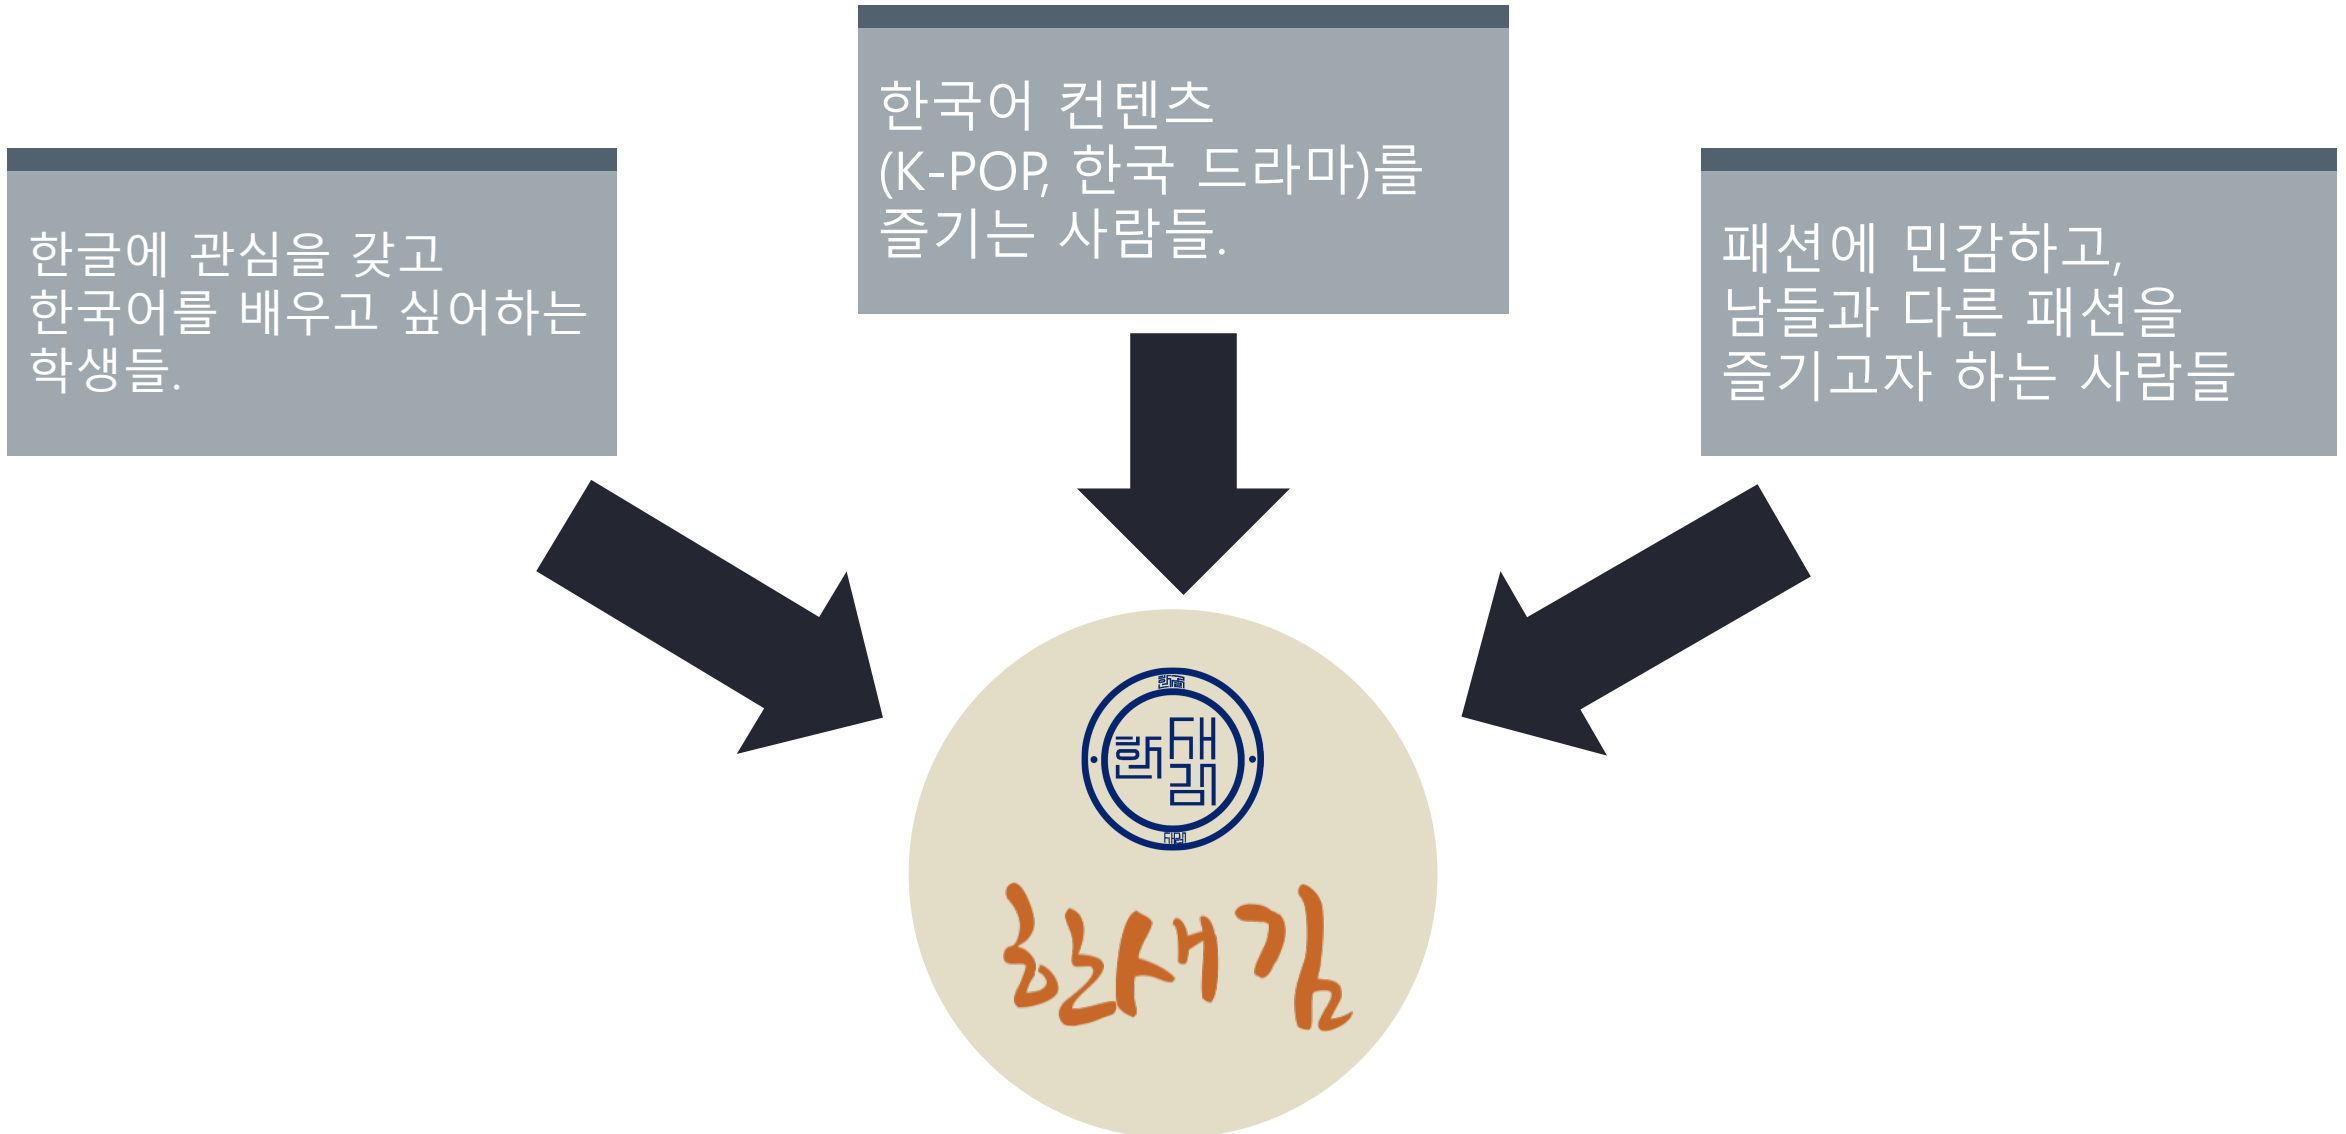 한글에 관심을 갖고
한국어를 배우고 싶어하는
학생들.
한국어 컨텐츠
(K-POP, 한국 드라마)를
즐기는 사람들.
패션에 민감하고,
남들과 다른 패션을
즐기고자 하는 사람들
한새김